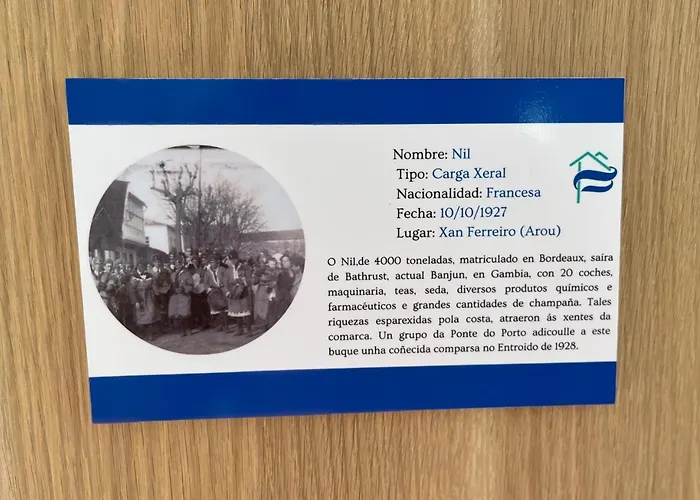 Nombre: Nil
Tipo: Carga Xeral
Nacionalidad: Francesa
Fecha: 10/10/1927
Lugar: Xan Ferreiro (Arou)
O Nil,de 4000 toneladas, matriculado en Bordeaux, saíra
de Bathrust, actual Banjun, en Gambia, con 20 coches,
maquinaria, teas, seda, diversos produtos químicos e
farmacéuticos e grandes cantidades de champaña. Tales
riquezas esparexidas pola costa, atraeron ás xentes da
comarca. Un grupo da Ponte do Porto adicoulle a este
buque unha coñecida comparsa no Entroido de 1928.